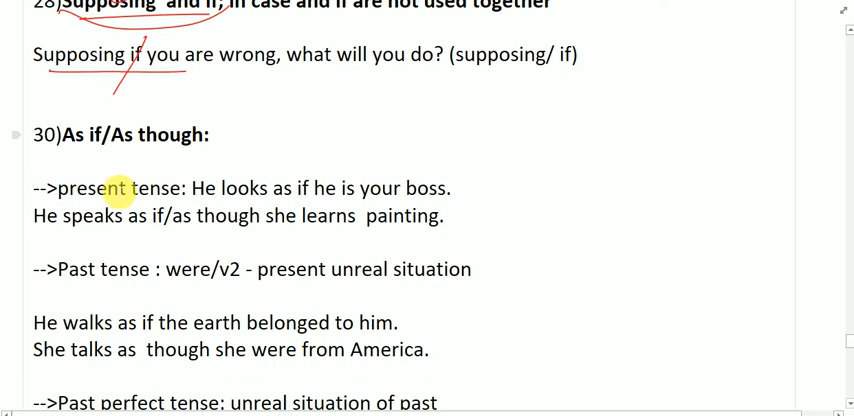 28)Supposing and if; in case and if are not used together
Supposing if you are wrong, what will you do? (supposing/ if)
30)As if/As though:
-->present tense: He looks as if he is your boss.
He speaks as if/as though she learns painting.
-->Past tense : were/v2 - present unreal situation
He walks as if the earth belonged to him.
She talks as though she were from America.
-->Past perfect tense: unreal situation of past